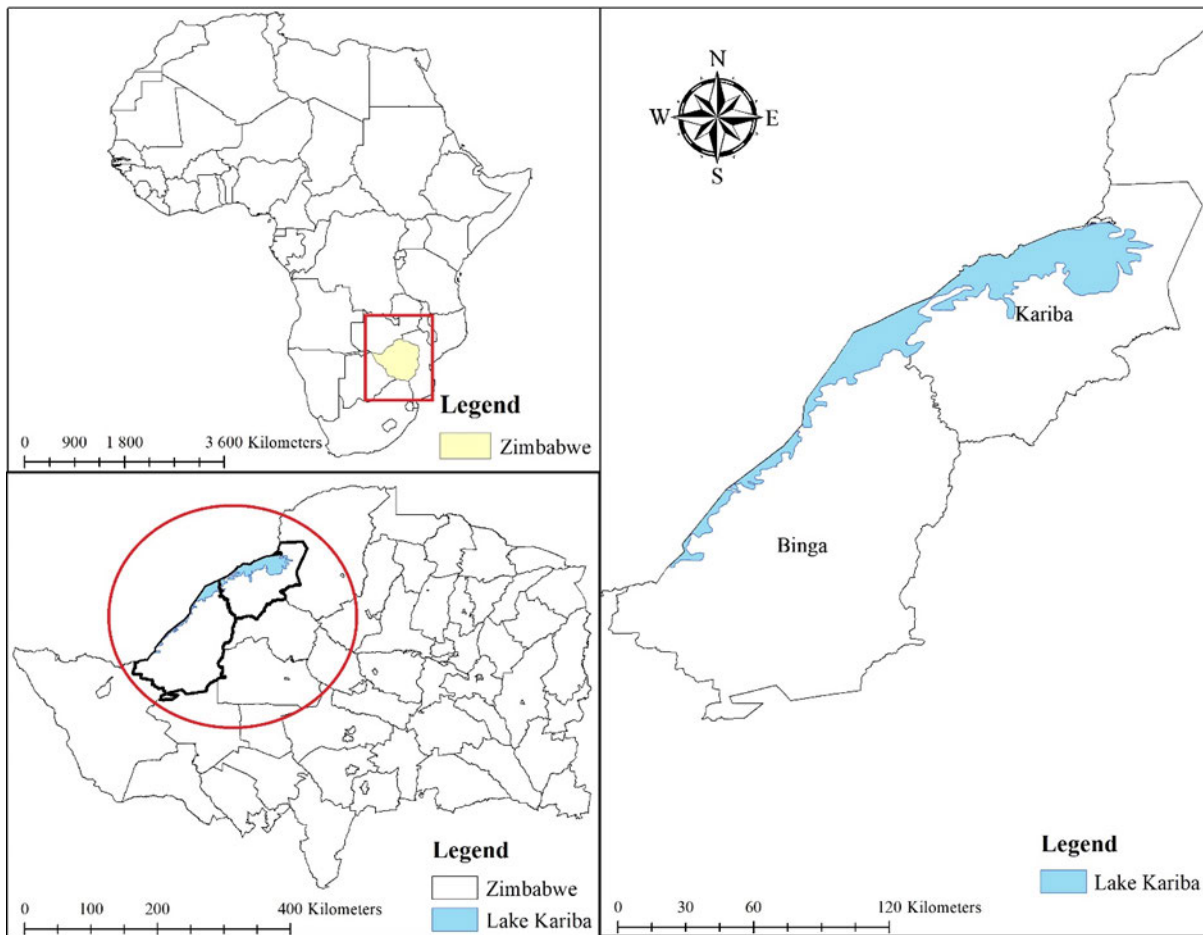 Legend
0 900 1 800 3 600 Kilometers
Zimbabwe
Legend
Zimbabwe
0 100 200 400 Kilometers
Lake Kariba
N
W E
S
Kariba
Binga
Legend
Lake Kariba
0 30 60 120 Kilometers